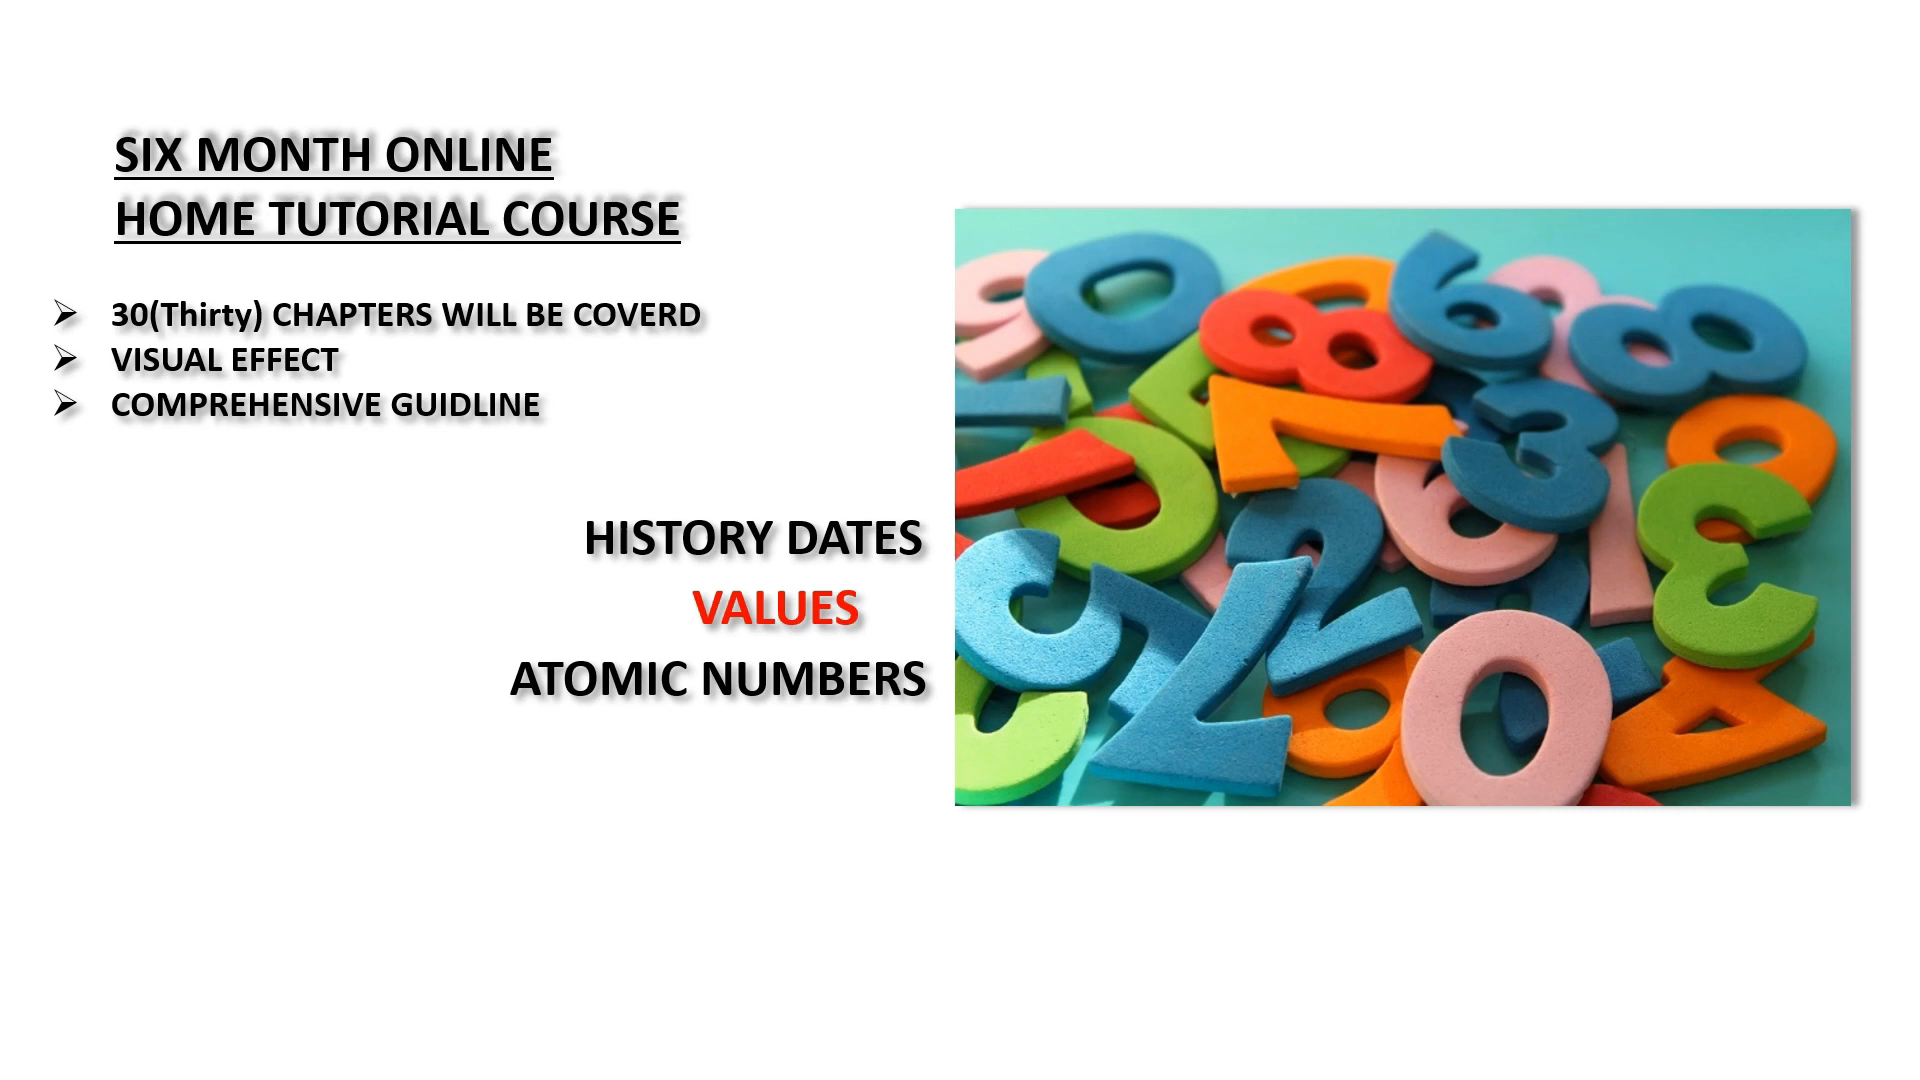 SIX MONTH ONLINE
HOME TUTORIAL COURSE
30(Thirty) CHAPTERS WILL BE COVERD
VISUAL EFFECT
COMPREHENSIVE GUIDLINE
HISTORY DATES
VALUES
ATOMIC NUMBERS